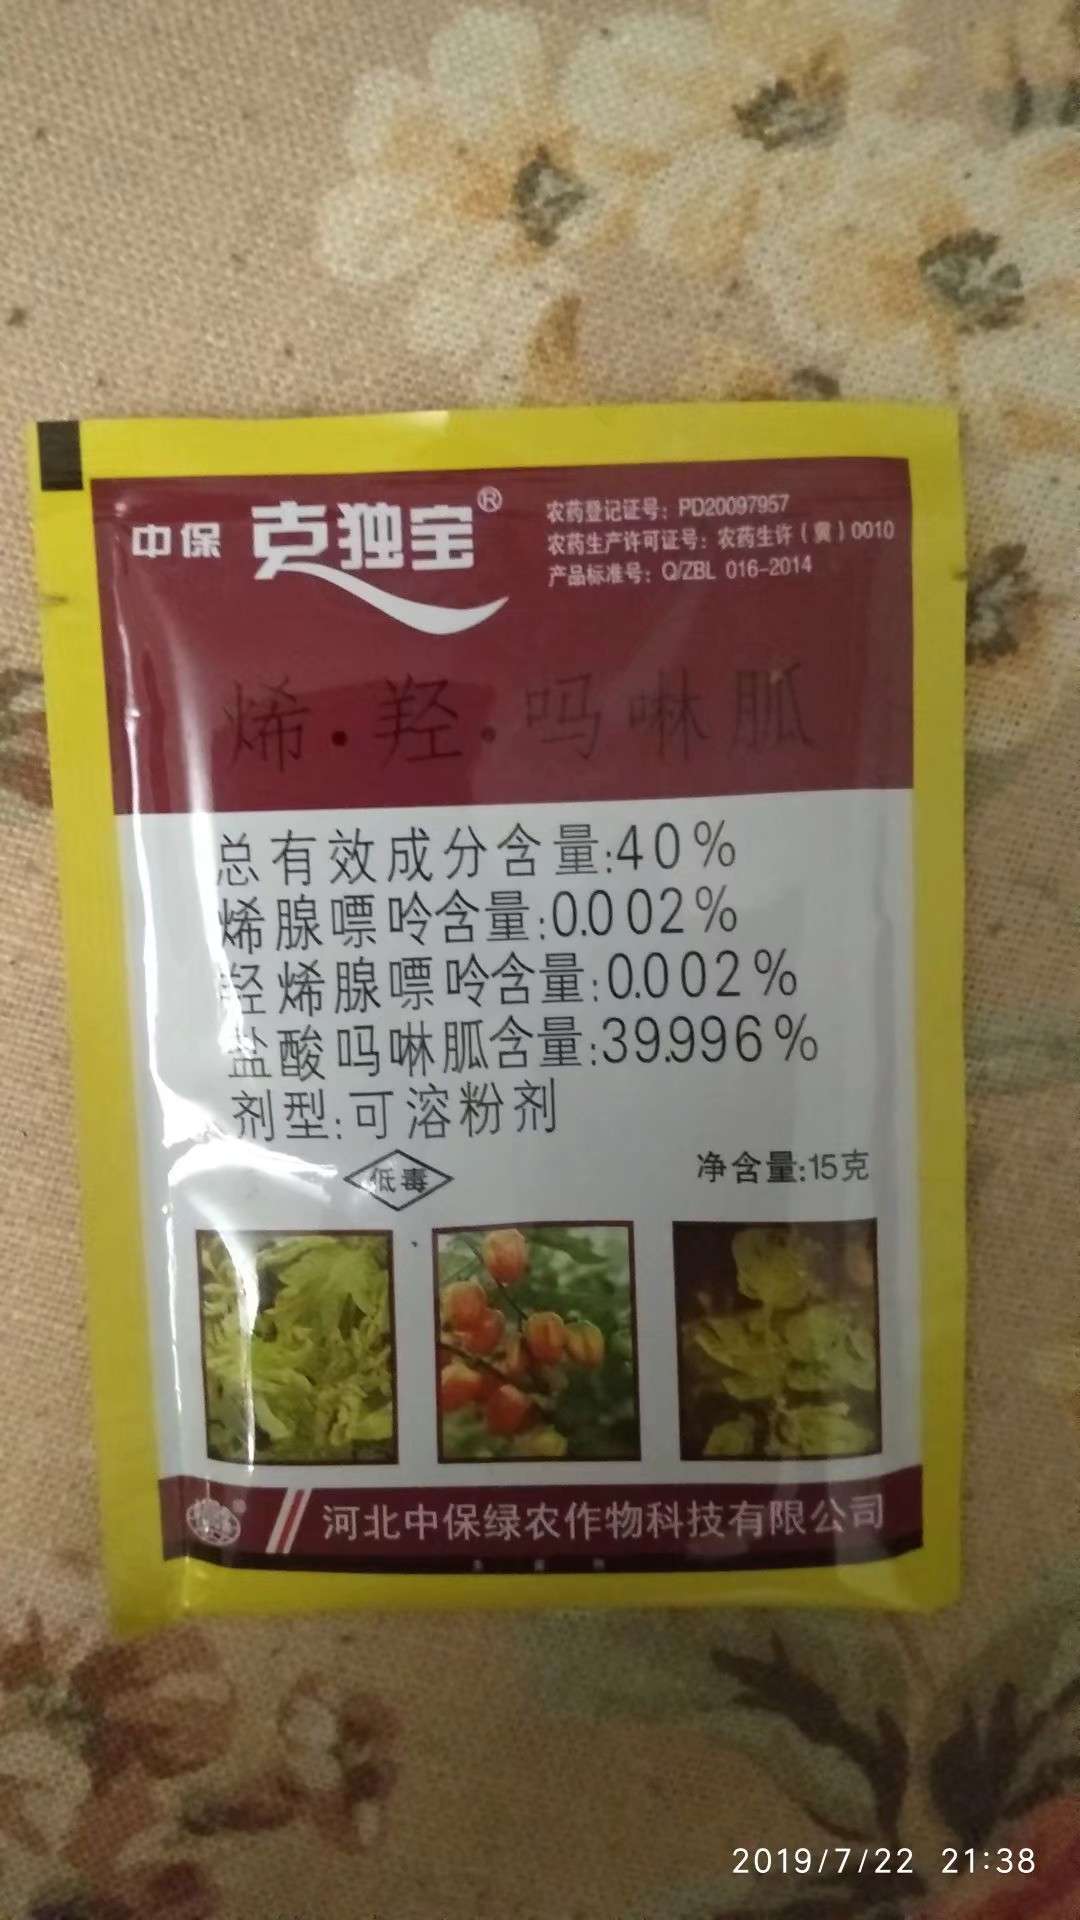 中保 克独宝®
农药登记证号：PD20097957
农药生产许可证号：农药生许（冀）0010
产品标准号：Q/ZBL 016-2014
烯·羟·吗啉胍
总有效成分含量:40%
烯腺嘌呤含量:0.002%
羟烯腺嘌呤含量:0.002%
盐酸吗啉胍含量:39.996%
剂型:可溶粉剂
低毒
净含量:15克
河北中保绿农作物科技有限公司
2019/7/22 21:38